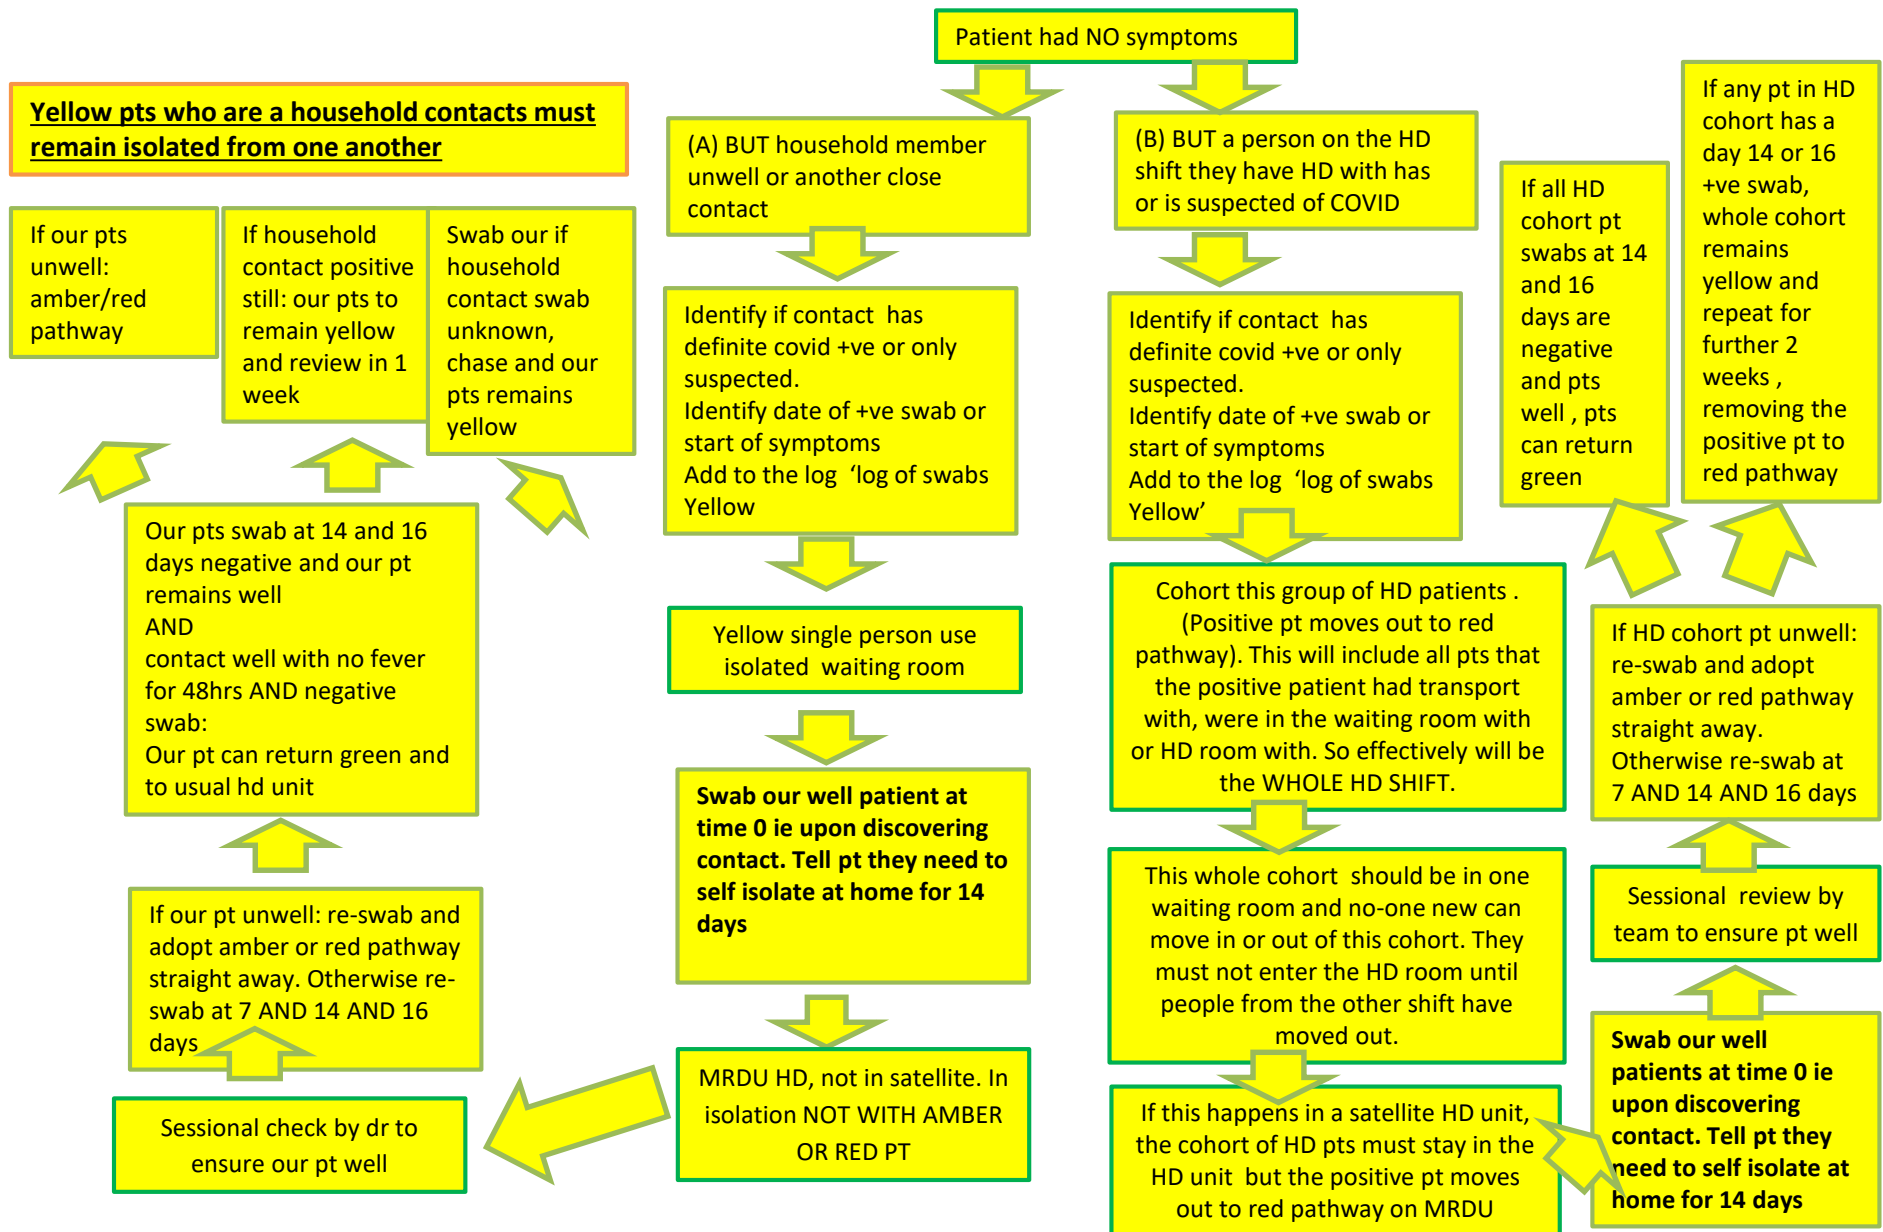 Patient had NO symptoms
Yellow pts who are a household contacts must
remain isolated from one another
If our pts
unwell:
amber/red
pathway
If household
contact positive
still: our pts to
remain yellow
and review in 1
week
Swab our if
household
contact swab
unknown,
chase and our
pts remains
yellow
Our pts swab at 14 and 16
days negative and our pt
remains well
AND
contact well with no fever
for 48hrs AND negative
swab:
Our pt can return green and
to usual hd unit
If our pt unwell: re-swab and
adopt amber or red pathway
straight away. Otherwise re-
swab at 7 AND 14 AND 16
days
Sessional check by dr to
ensure our pt well
(A) BUT household member
unwell or another close
contact
Identify if contact has
definite covid +ve or only
suspected.
Identify date of +ve swab or
start of symptoms
Add to the log ‘log of swabs
Yellow
Yellow single person use
isolated waiting room
Swab our well patient at
time 0 ie upon discovering
contact. Tell pt they need to
self isolate at home for 14
days
MRDU HD, not in satellite. In
isolation NOT WITH AMBER
OR RED PT
(B) BUT a person on the HD
shift they have HD with has
or is suspected of COVID
Identify if contact has
definite covid +ve or only
suspected.
Identify date of +ve swab or
start of symptoms
Add to the log ‘log of swabs
Yellow’
Cohort this group of HD patients .
(Positive pt moves out to red
pathway). This will include all pts that
the positive patient had transport
with, were in the waiting room with
or HD room with. So effectively will be
the WHOLE HD SHIFT.
This whole cohort should be in one
waiting room and no-one new can
move in or out of this cohort. They
must not enter the HD room until
people from the other shift have
moved out.
If this happens in a satellite HD unit,
the cohort of HD pts must stay in the
HD unit but the positive pt moves
out to red pathway on MRDU
If all HD
cohort pt
swabs at 14
and 16
days are
negative
and pts
well , pts
can return
green
If any pt in HD
cohort has a
day 14 or 16
+ve swab,
whole cohort
remains
yellow and
repeat for
further 2
weeks ,
removing the
positive pt to
red pathway
If HD cohort pt unwell:
re-swab and adopt
amber or red pathway
straight away.
Otherwise re-swab at
7 AND 14 AND 16 days
Sessional review by
team to ensure pt well
Swab our well
patients at time 0 ie
upon discovering
contact. Tell pt they
need to self isolate at
home for 14 days